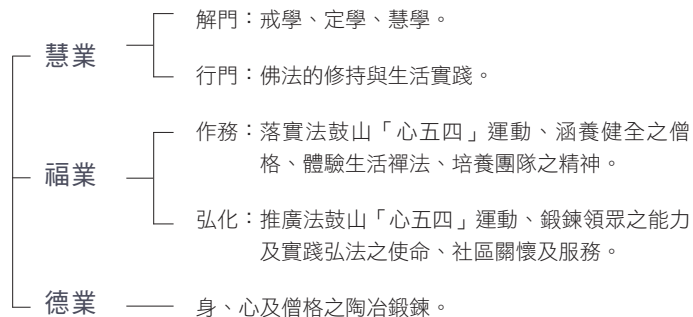 慧業
解門：戒學、定學、慧學。
行門：佛法的修持與生活實踐。
福業
作務：落實法鼓山「心五四」運動、涵養健全之僧
格、體驗生活禪法、培養團隊之精神。
弘化：推廣法鼓山「心五四」運動、鍛鍊領眾之能力
及實踐弘法之使命、社區關懷及服務。
德業
身、心及僧格之陶冶鍛鍊。